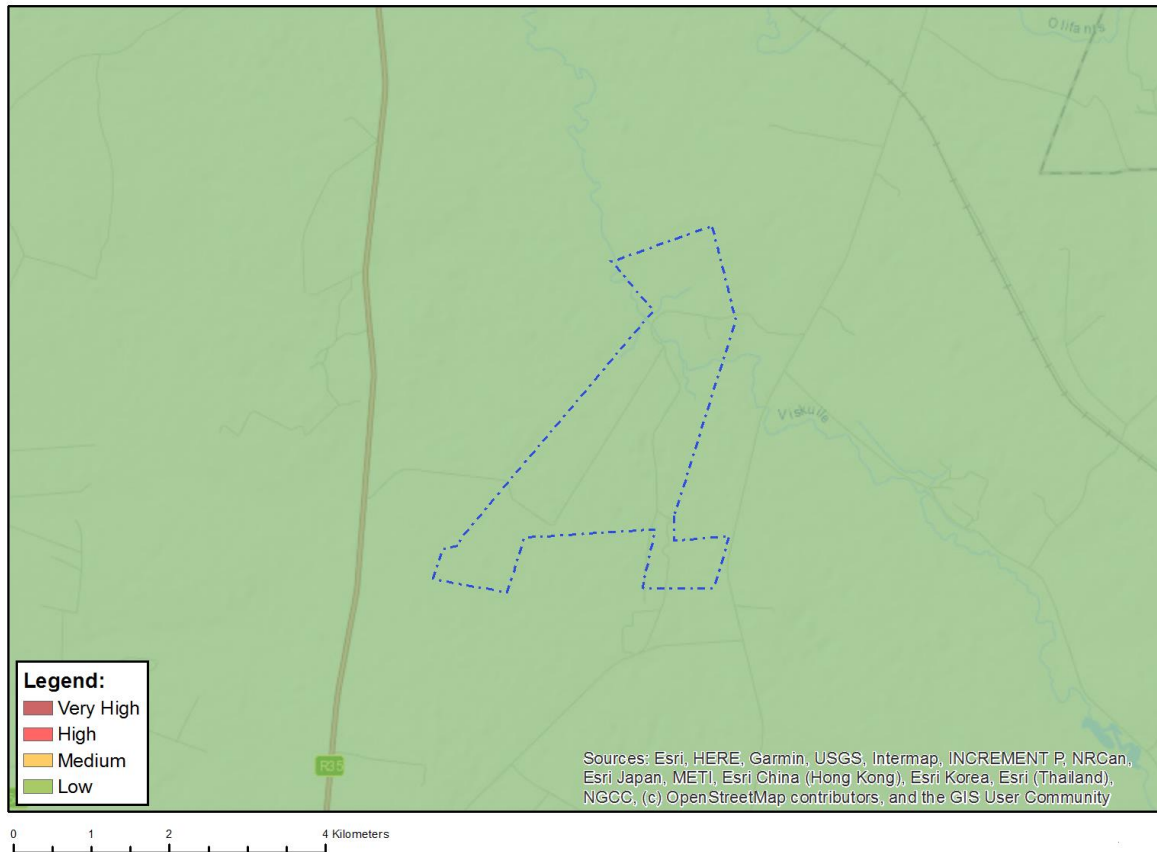 Olifants
Viskuile
Legend:
Very High
High
Medium
Low
R35
Sources: Esri, HERE, Garmin, USGS, Intermap, INCREMENT P, NRCan,
Esri Japan, METI, Esri China (Hong Kong), Esri Korea, Esri (Thailand),
NGCC, (c) OpenStreetMap contributors, and the GIS User Community
0 1 2 4 Kilometers